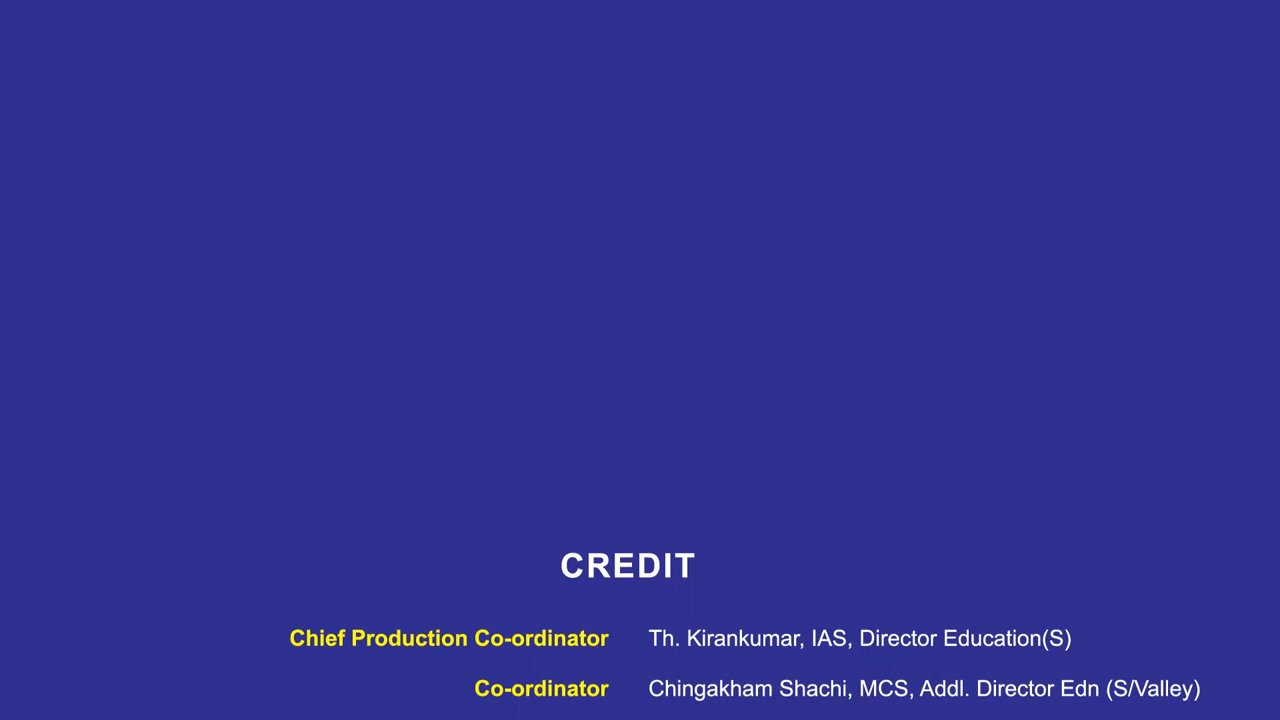 CREDIT
Chief Production Co-ordinator Th. Kirankumar, IAS, Director Education(S)
Co-ordinator Chingakham Shachi, MCS, Addl. Director Edn (S/Valley)